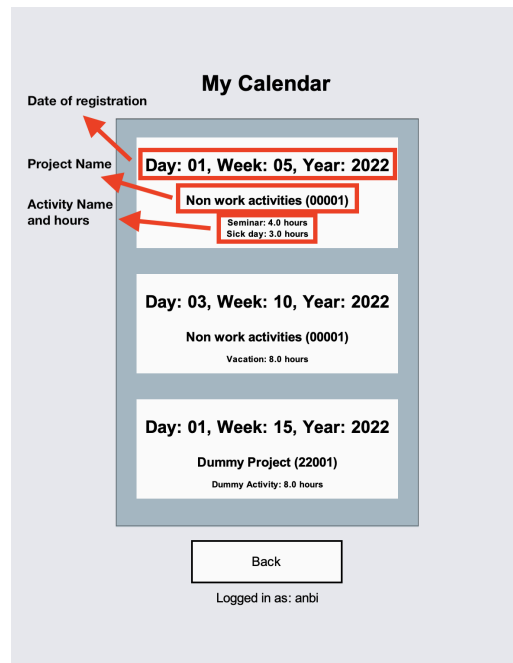 My Calendar
Date of registration
Day: 01, Week: 05, Year: 2022
Project Name
Non work activities (00001)
Activity Name
and hours
Seminar: 4.0 hours
Sick day: 3.0 hours
Day: 03, Week: 10, Year: 2022
Non work activities (00001)
Vacation: 8.0 hours
Day: 01, Week: 15, Year: 2022
Dummy Project (22001)
Dummy Activity: 8.0 hours
Back
Logged in as: anbi